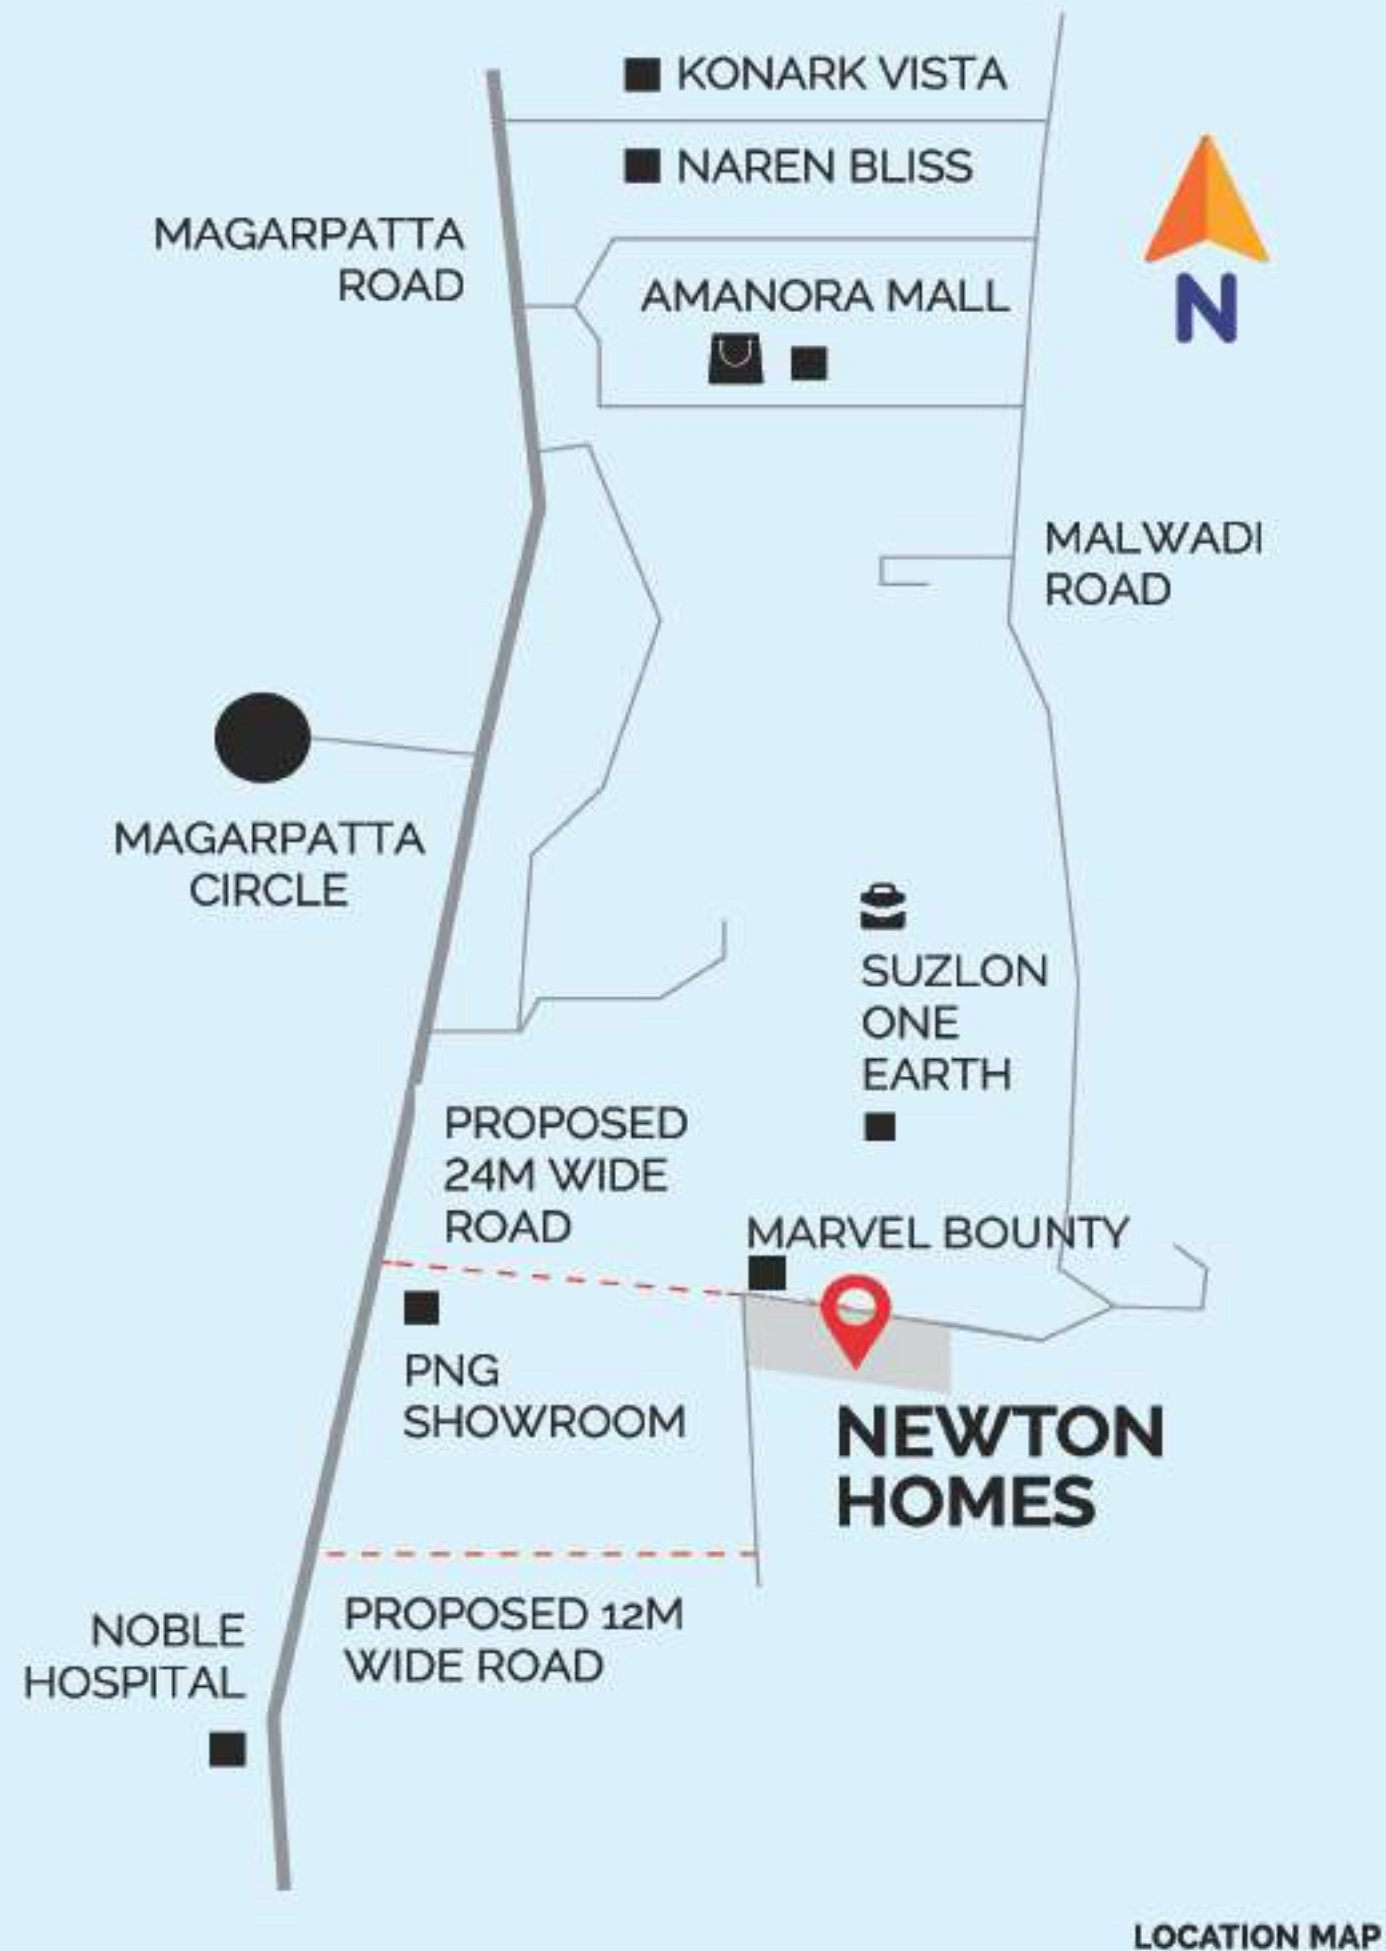 KONARK VISTA
NAREN BLISS
MAGARPATTA
ROAD
AMANORA MALL
N
MALWADI
ROAD
MAGARPATTA
CIRCLE
SUZLON
ONE
EARTH
PROPOSED
24M WIDE
ROAD
MARVEL BOUNTY
PNG
SHOWROOM
NEWTON
HOMES
PROPOSED 12M
WIDE ROAD
NOBLE
HOSPITAL
LOCATION MAP